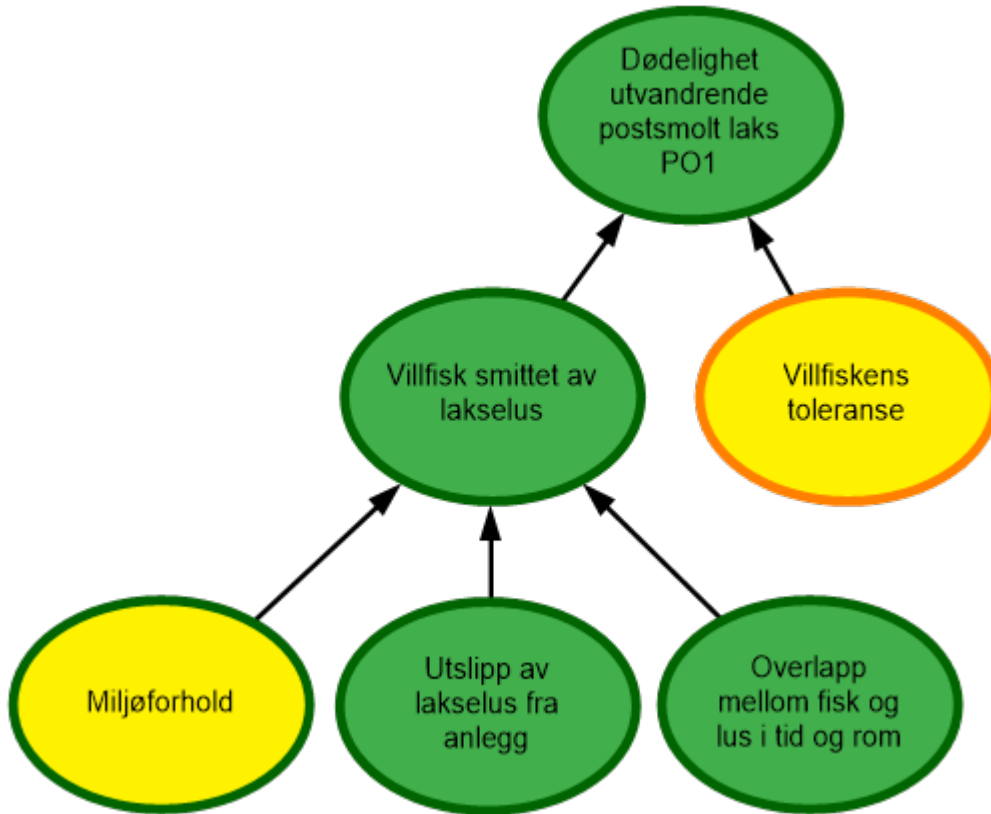 Dødelighet
utvandrende
postsmolt laks
PO1
Villfisk smittet av
lakselus
Villfiskens
toleranse
Miljøforhold
Utslipp av
lakselus fra
anlegg
Overlapp
mellom fisk og
lus i tid og rom